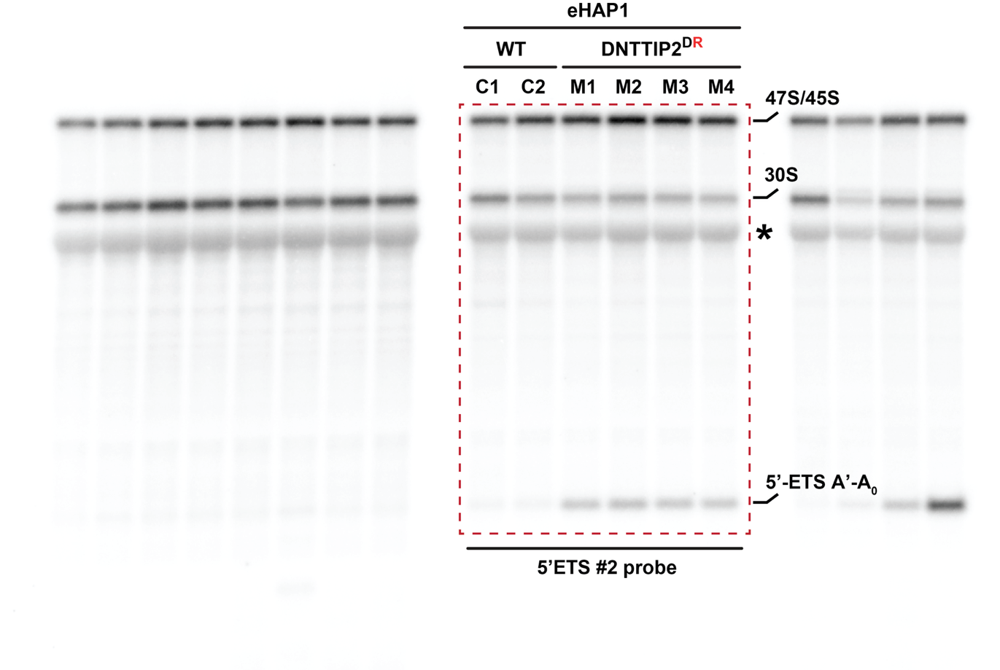 eHAP1
WT DNTTIP2DR
C1 C2 M1 M2 M3 M4
47S/45S
30S
*
5’-ETS A’-A0
5’ETS #2 probe